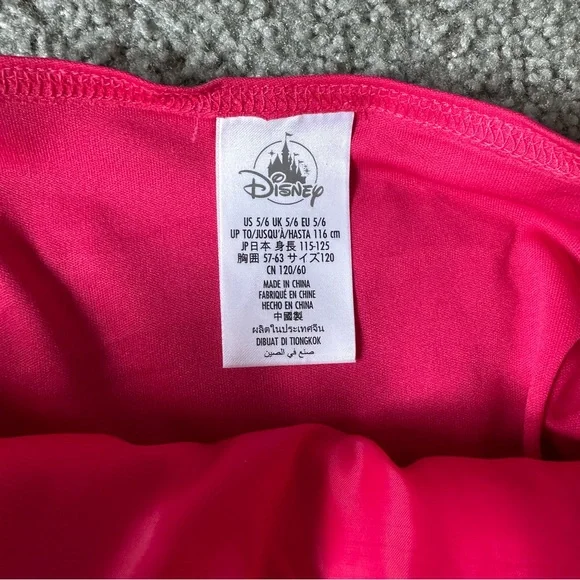 Disney
US 5/6 UK 5/6 EU 5/6
UP TO/JUSQU'À/HASTA 116 cm
JP日本 身長 115-125
胸囲 57-63 サイズ120
CN 120/60
MADE IN CHINA
FABRIQUÉ EN CHINE
HECHO EN CHINA
中國製
ผลิตในประเทศจีน
DIBUAT DI TIONGKOK
صنع في الصين